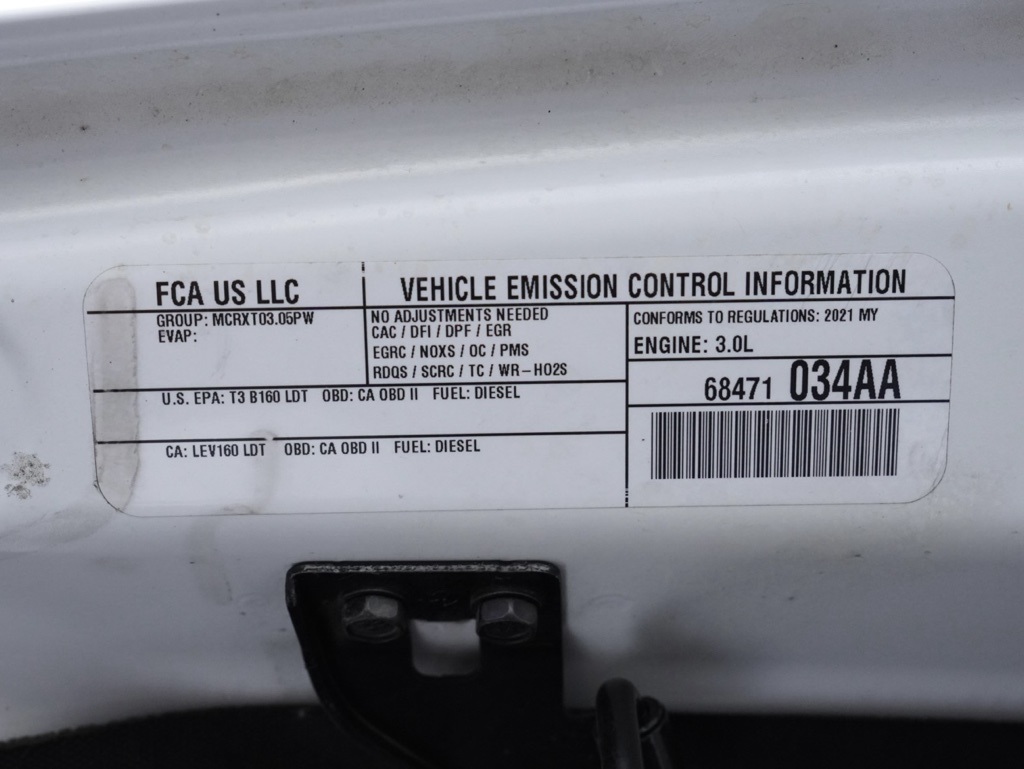 FCA US LLC
GROUP: MCRXT03.05PW
EVAP:
VEHICLE EMISSION CONTROL INFORMATION
NO ADJUSTMENTS NEEDED
CAC / DFI / DPF / EGR
EGRC / NOXS / OC / PMS
RDQS / SCRC / TC / WR-HO2S
CONFORMS TO REGULATIONS: 2021 MY
ENGINE: 3.0L
68471 034AA
U.S. EPA: T3 B160 LDT OBD: CA OBD II FUEL: DIESEL
CA: LEV160 LDT OBD: CA OBD II FUEL: DIESEL